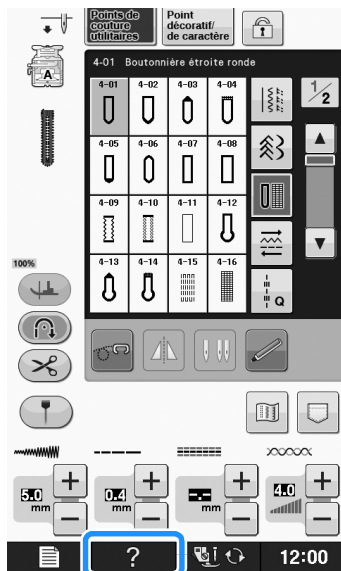 Points de
couture
utilitaires
Point
décoratif/
de caractère
A
4-01 Boutonnière étroite ronde
1/2
4-01 4-02 4-03 4-04
4-05 4-06 4-07 4-08
4-09 4-10 4-11 4-12
4-13 4-14 4-15 4-16
Q
100%
5.0 mm + −
0.4 mm + −
-.- mm + −
4.0 + −
? 12:00